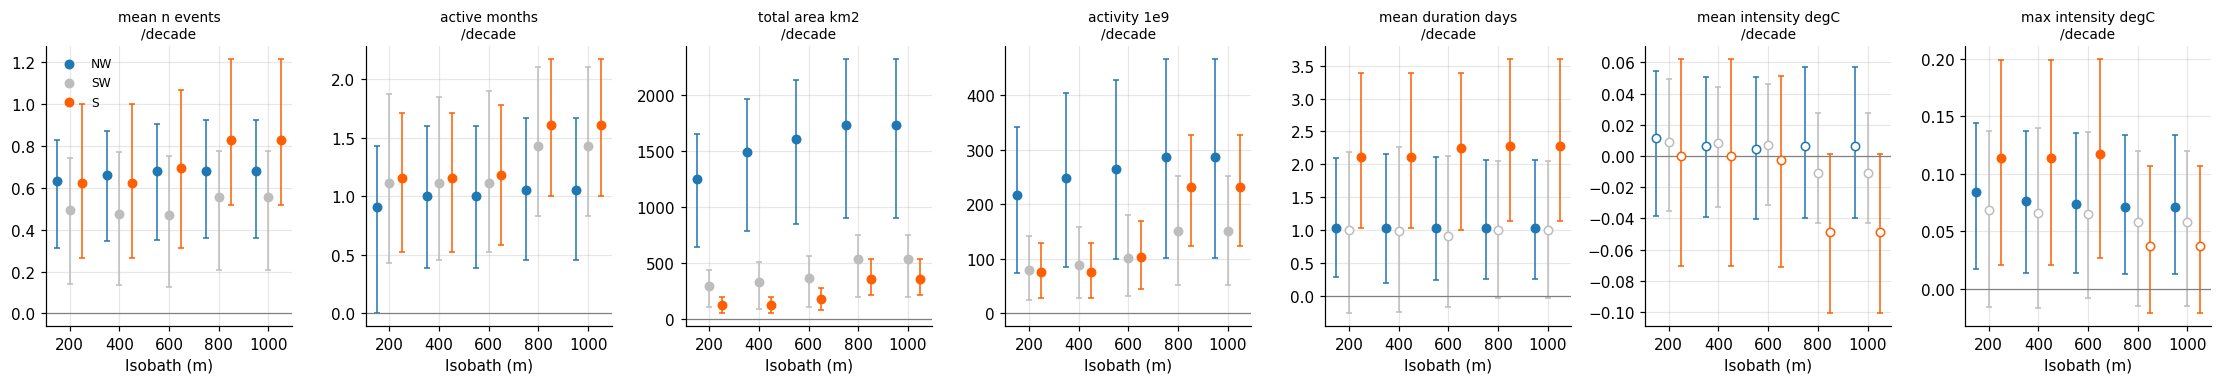 mean n events
/decade
1.2
1.0
0.8
0.6
0.4
0.2
0.0
NW
SW
S
200 400 600 800 1000
Isobath (m)
active months
/decade
2.0
1.5
1.0
0.5
0.0
200 400 600 800 1000
Isobath (m)
total area km2
/decade
2000
1500
1000
500
0
200 400 600 800 1000
Isobath (m)
activity 1e9
/decade
400
300
200
100
0
200 400 600 800 1000
Isobath (m)
mean duration days
/decade
3.5
3.0
2.5
2.0
1.5
1.0
0.5
0.0
200 400 600 800 1000
Isobath (m)
mean intensity degC
/decade
0.06
0.04
0.02
0.00
−0.02
−0.04
−0.06
−0.08
−0.10
200 400 600 800 1000
Isobath (m)
max intensity degC
/decade
0.20
0.15
0.10
0.05
0.00
200 400 600 800 1000
Isobath (m)